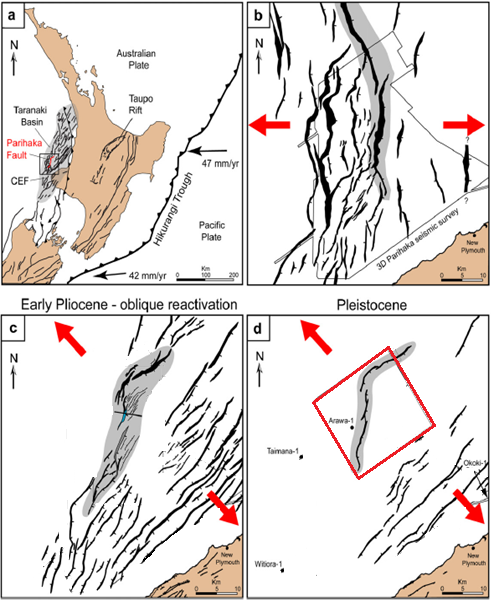 a
N
Australian
Plate
Taranaki
Basin
Taupo
Rift
Parihaka
Fault
CEF
47 mm/yr
Hikurangi Trough
Pacific
Plate
42 mm/yr
Km
0 100 200
b
N
?
?
3D Parihaka seismic survey
New
Plymouth
Km
0 5 10
Early Pliocene - oblique reactivation
c
N
New
Plymouth
Km
0 5 10
Pleistocene
d
N
Arawa-1
Taimana-1
Okoki-1
Witiora-1
New
Plymouth
Km
0 5 10